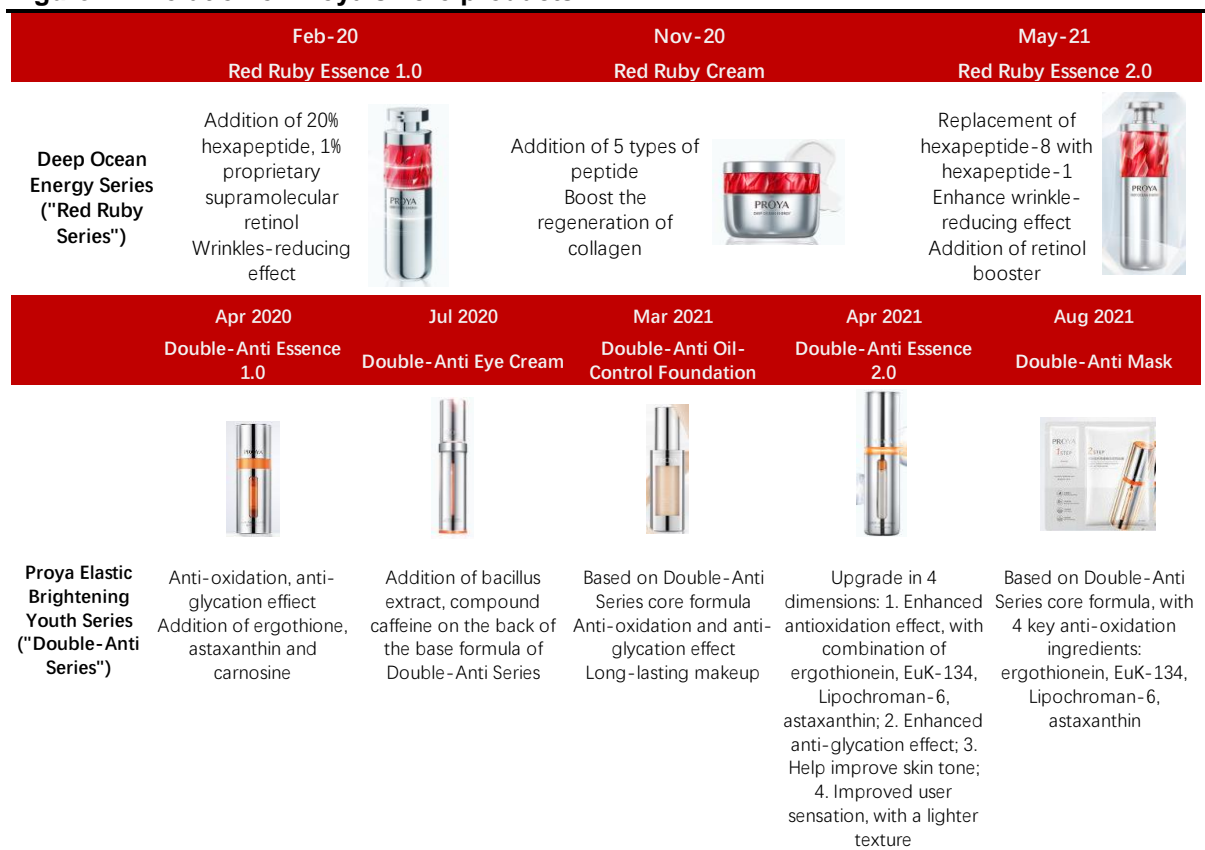 Feb-20
Nov-20
May-21
Red Ruby Essence 1.0
Red Ruby Cream
Red Ruby Essence 2.0
Deep Ocean
Energy Series
("Red Ruby
Series")
Addition of 20%
hexapeptide, 1%
proprietary
supramolecular
retinol
Wrinkles-reducing
effect
PROYA
Addition of 5 types of
peptide
Boost the
regeneration of
collagen
PROYA
DEEP OCEAN ENERGY
Replacement of
hexapeptide-8 with
hexapeptide-1
Enhance wrinkle-
reducing effect
Addition of retinol
booster
PROYA
Apr 2020
Jul 2020
Mar 2021
Apr 2021
Aug 2021
Double-Anti Essence
1.0
Double-Anti Eye Cream
Double-Anti Oil-
Control Foundation
Double-Anti Essence
2.0
Double-Anti Mask
PROYA
PROYA
1STEP
2STEP
Proya Elastic
Brightening
Youth Series
("Double-Anti
Series")
Anti-oxidation, anti-
glycation effiect
Addition of ergothione,
astaxanthin and
carnosine
Addition of bacillus
extract, compound
caffeine on the back of
the base formula of
Double-Anti Series
Based on Double-Anti
Series core formula
Anti-oxidation and anti-
glycation effect
Long-lasting makeup
Upgrade in 4
dimensions: 1. Enhanced
antioxidation effect, with
combination of
ergothionein, EuK-134,
Lipochroman-6,
astaxanthin; 2. Enhanced
anti-glycation effect; 3.
Help improve skin tone;
4. Improved user
sensation, with a lighter
texture
Based on Double-Anti
Series core formula, with
4 key anti-oxidation
ingredients:
ergothionein, EuK-134,
Lipochroman-6,
astaxanthin